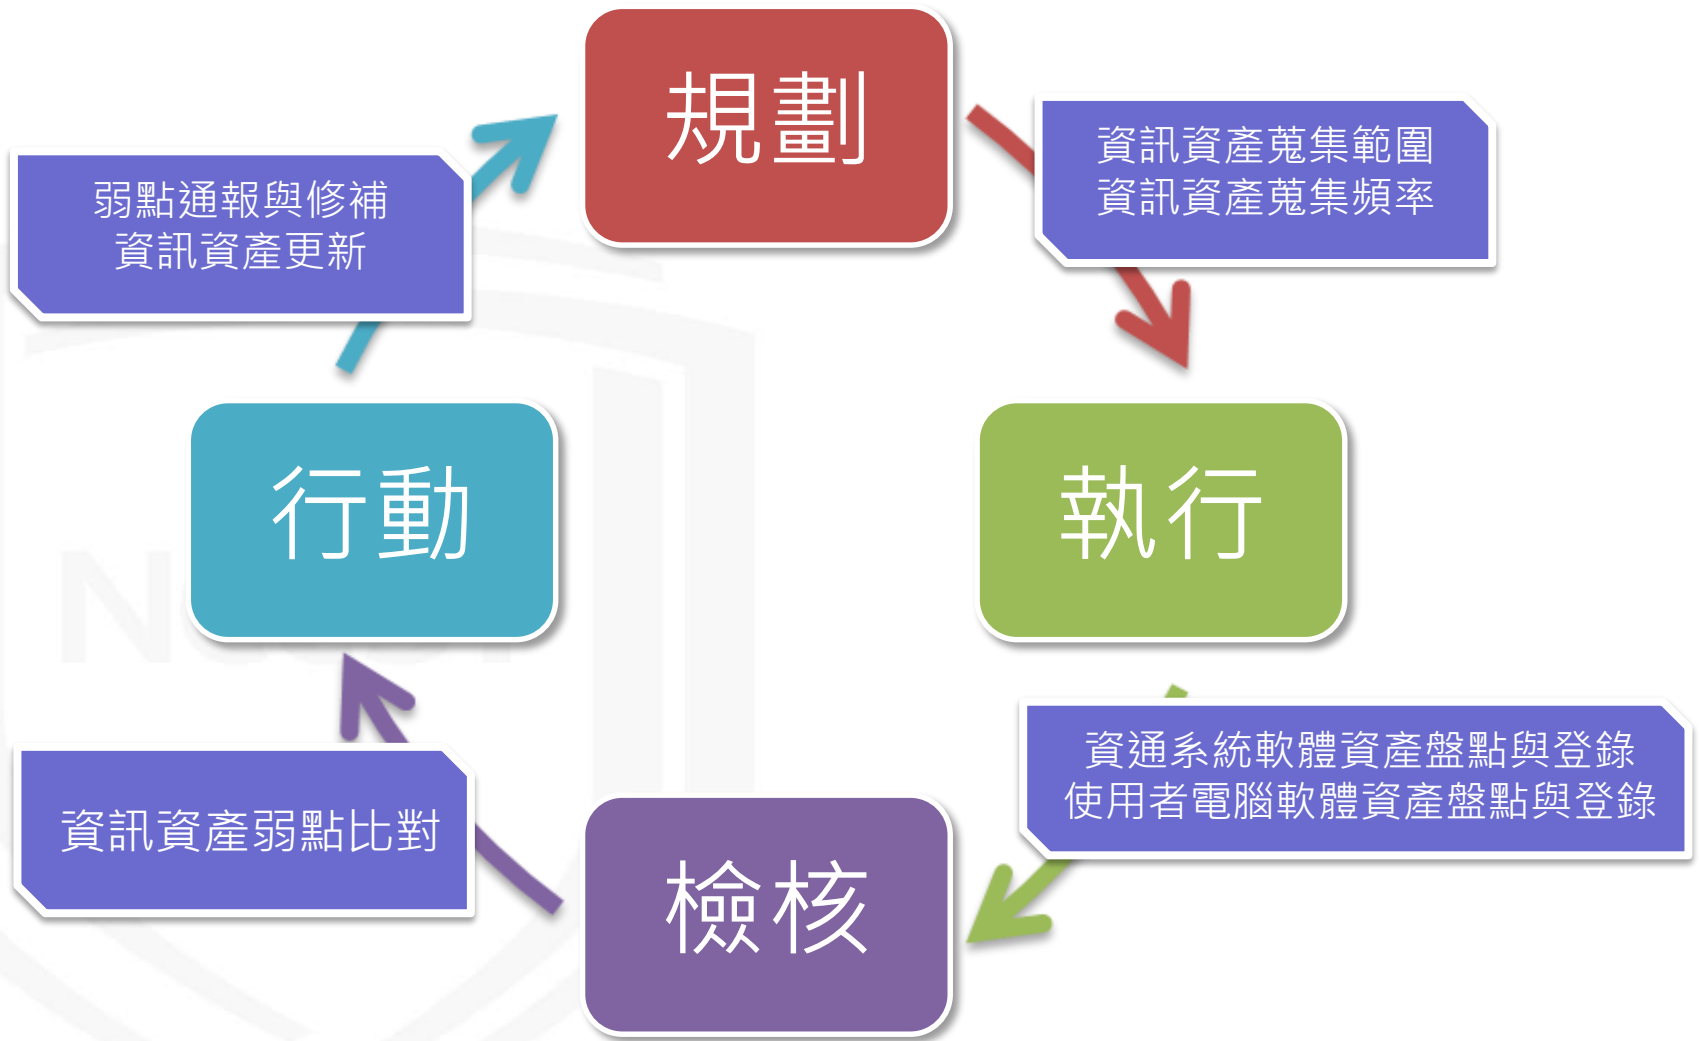 規劃
資訊資產蒐集範圍
資訊資產蒐集頻率
執行
資通系統軟體資產盤點與登錄
使用者電腦軟體資產盤點與登錄
檢核
資訊資產弱點比對
行動
弱點通報與修補
資訊資產更新